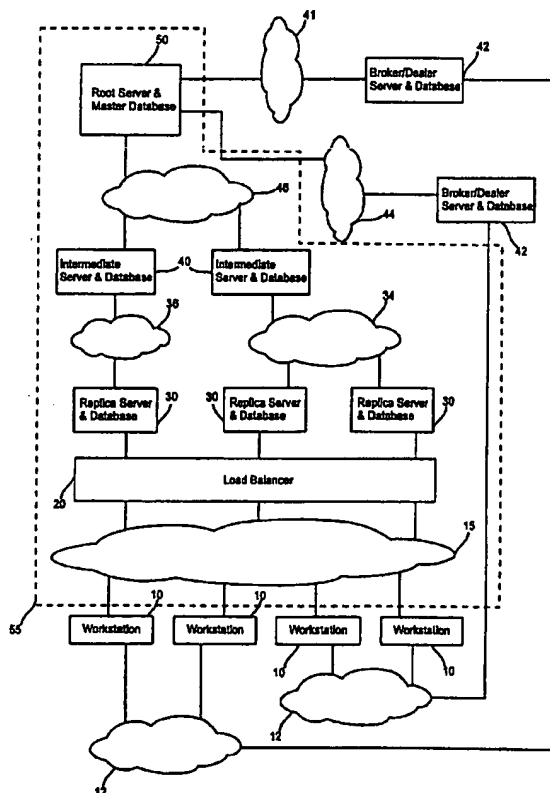 41
50
42
Root Server &
Master Database
Broker/Dealer
Server & Database
46
Broker/Dealer
Server & Database
44
42
Intermediate
Server & Database
40
Intermediate
Server & Database
36
34
Replica Server
& Database
30
30
Replica Server
& Database
Replica Server
& Database
30
Load Balancer
20
15
10
10
55
Workstation
Workstation
Workstation
Workstation
10
10
12
12